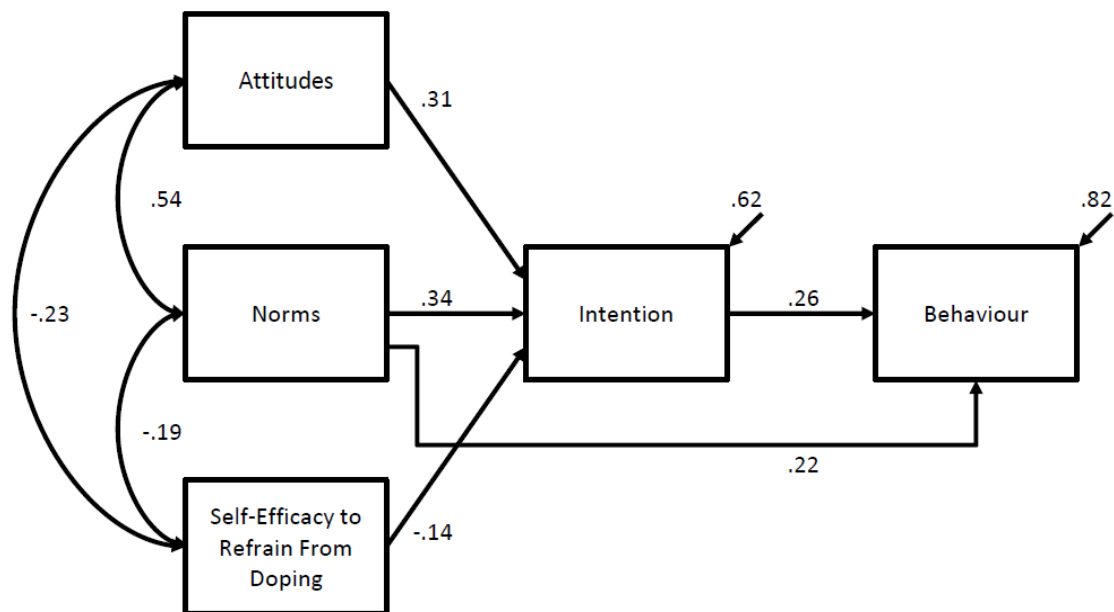 Attitudes
.31
.54
.62
.82
-.23
Norms
.34
Intention
.26
Behaviour
-.19
.22
Self-Efficacy to
Refrain From
Doping
-.14